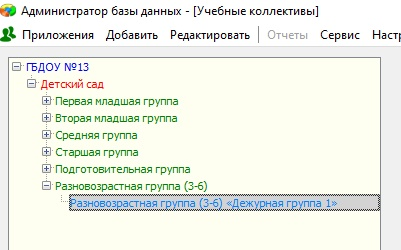 Администратор базы данных - [Учебные коллективы]
Приложения Добавить Редактировать Отчеты Сервис Наст
ГБДОУ №13
Детский сад
Первая младшая группа
Вторая младшая группа
Средняя группа
Старшая группа
Подготовительная группа
Разновозрастная группа (3-6)
Разновозрастная группа (3-6) «Дежурная группа 1»